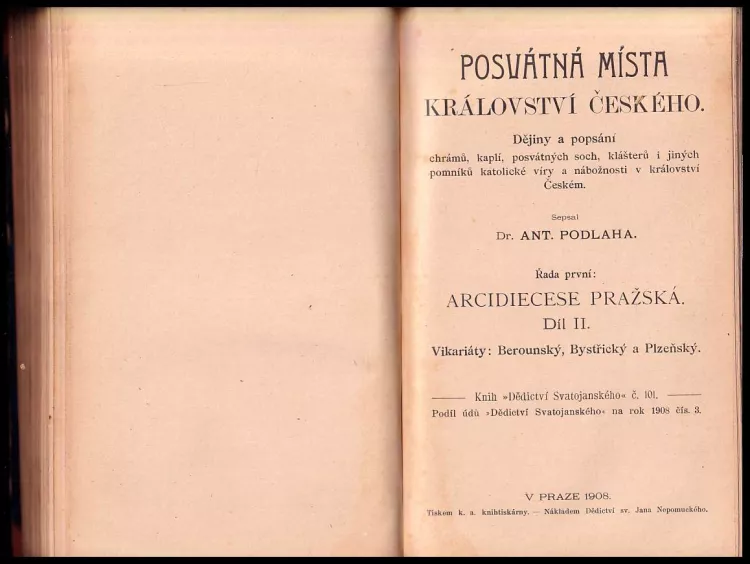 POSVÁTNÁ MÍSTA
KRÁLOVSTVÍ ČESKÉHO.
Dějiny a popsání
chrámů, kaplí, posvátných soch, klášterů i jiných
pomníků katolické víry a nábožnosti v království
Českém.
Sepsal
Dr. ANT. PODLAHA.
Řada první:
ARCIDIECESE PRAŽSKÁ.
Díl II.
Vikariáty: Berounský, Bystřický a Plzeňský.
Knih »Dědictví Svatojanského« č. 101.
Podíl údů »Dědictví Svatojanského« na rok 1908 čís. 3.
V PRAZE 1908.
Tiskem k. a. knihtiskárny. — Nákladem Dědictví sv. Jana Nepomuckého.